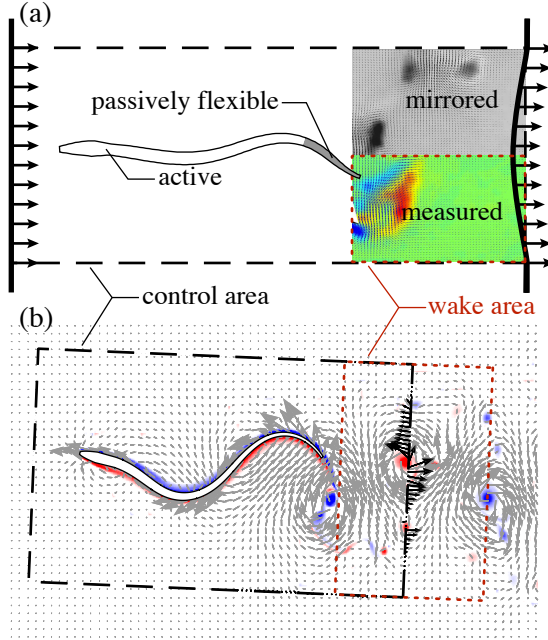 (a)
mirrored
passively flexible
active
measured
control area
wake area
(b)